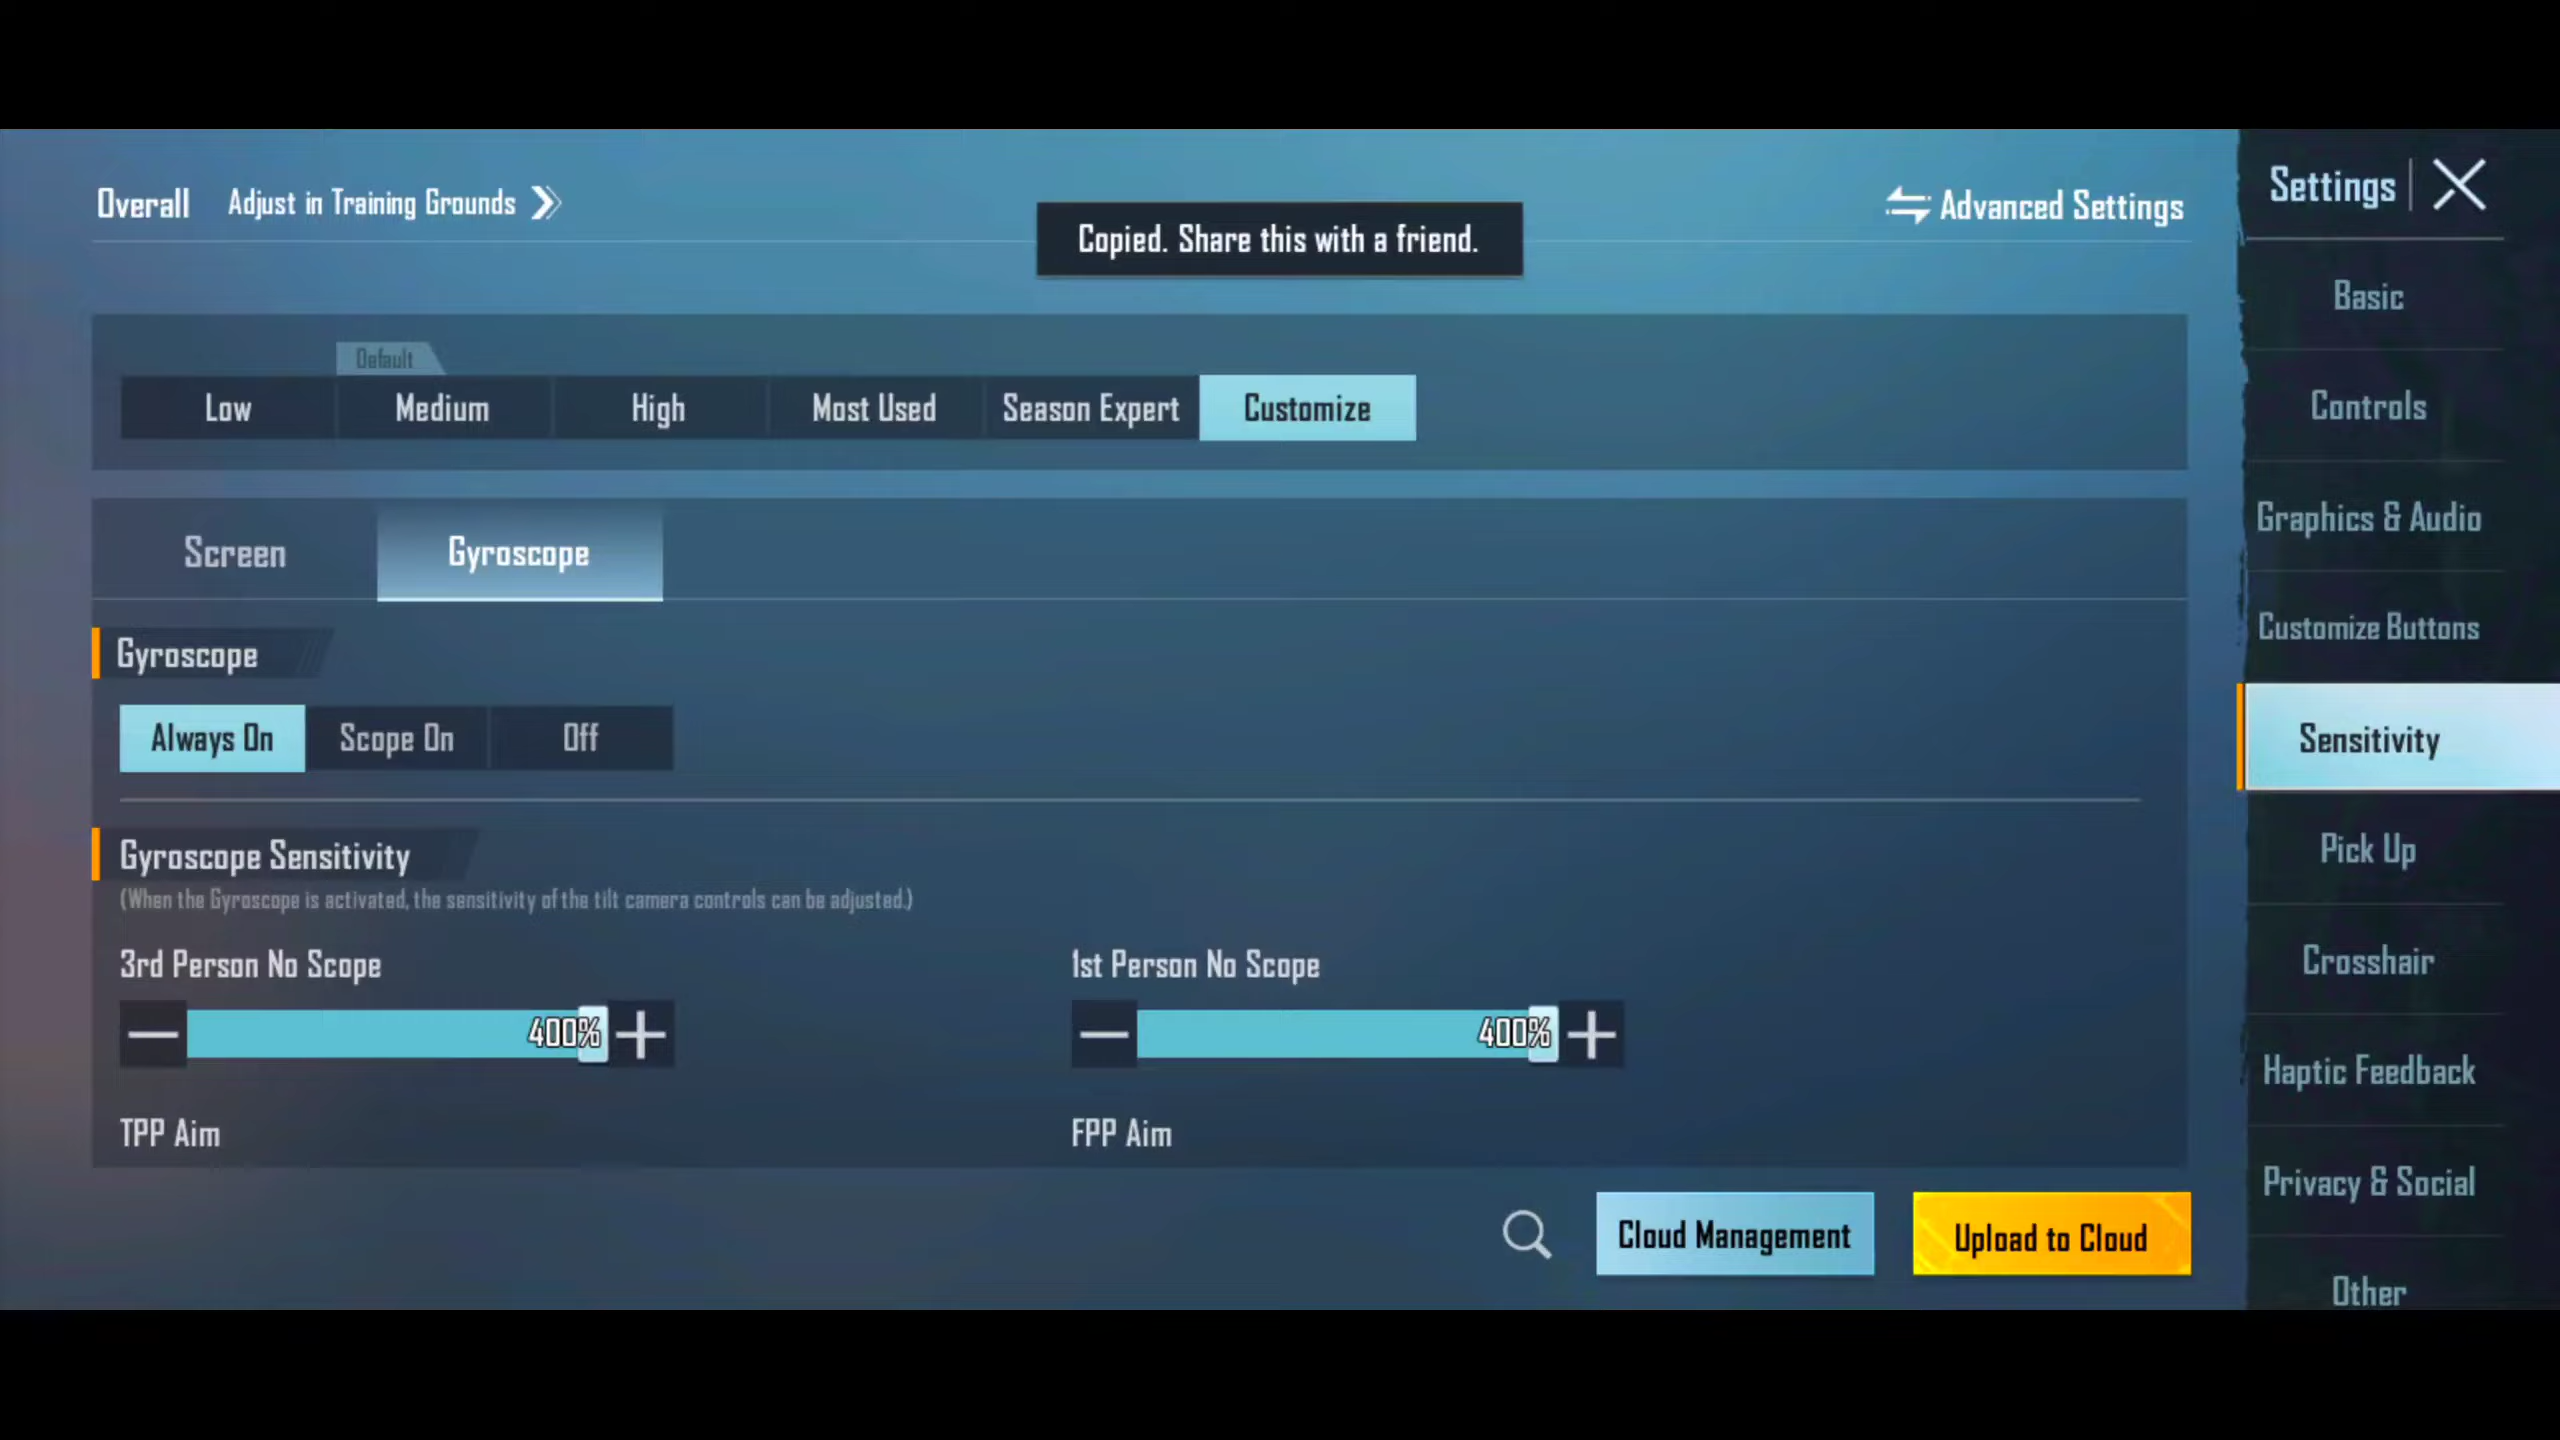 Overall Adjust in Training Grounds
Copied. Share this with a friend.
Advanced Settings
Default
Low Medium High Most Used Season Expert Customize
Screen Gyroscope
Gyroscope
Always On Scope On Off
Gyroscope Sensitivity
(When the Gyroscope is activated, the sensitivity of the tilt camera controls can be adjusted.)
3rd Person No Scope 1st Person No Scope
400% 400%
TPP Aim FPP Aim
Cloud Management Upload to Cloud
Settings
Basic
Controls
Graphics & Audio
Customize Buttons
Sensitivity
Pick Up
Crosshair
Haptic Feedback
Privacy & Social
Other